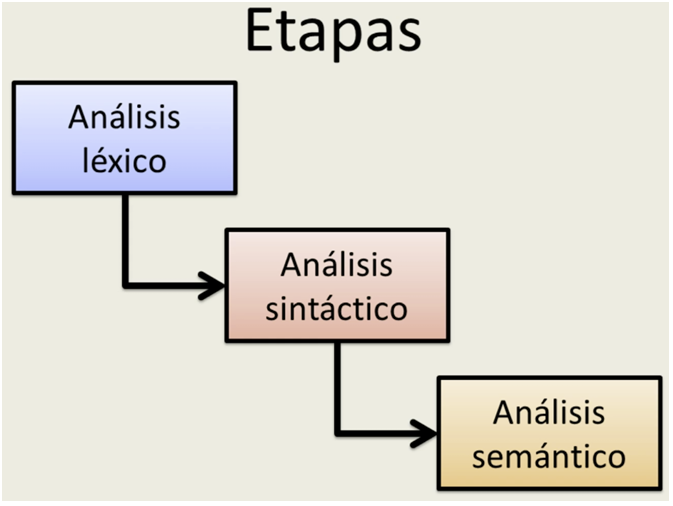 Etapas
Análisis
léxico
Análisis
sintáctico
Análisis
semántico